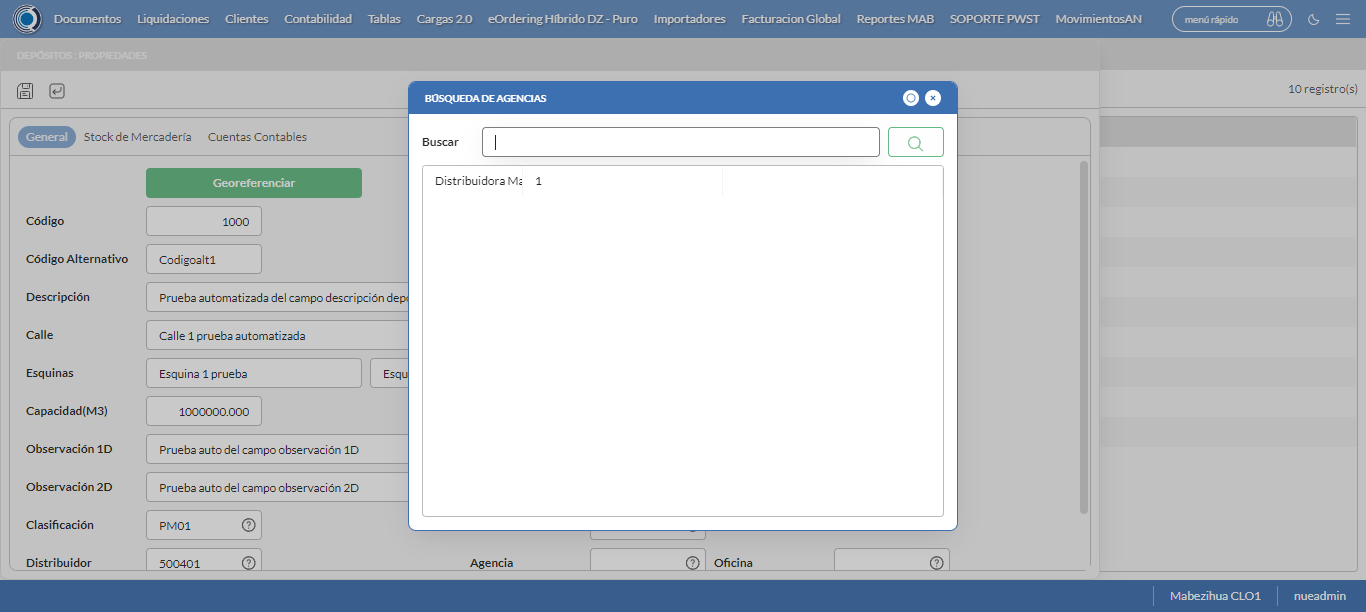 Documentos Liquidaciones Clientes Contabilidad Tablas Cargas 2.0 eOrdering Híbrido DZ - Puro Importadores Facturacion Global Reportes MAB SOPORTE PWST MovimientosAN menú rápido
DEPÓSITOS : PROPIEDADES
10 registro(s)
BÚSQUEDA DE AGENCIAS
Buscar
Distribuidora Ma 1
General Stock de Mercadería Cuentas Contables
Georeferenciar
Código 1000
Código Alternativo Codigoalt1
Descripción Prueba automatizada del campo descripción depo
Calle Calle 1 prueba automatizada
Esquinas Esquina 1 prueba Esqu
Capacidad(M3) 1000000.000
Observación 1D Prueba auto del campo observación 1D
Observación 2D Prueba auto del campo observación 2D
Clasificación PM01
Distribuidor 500401 Agencia Oficina
Mabezihua CLO1 nueadmin